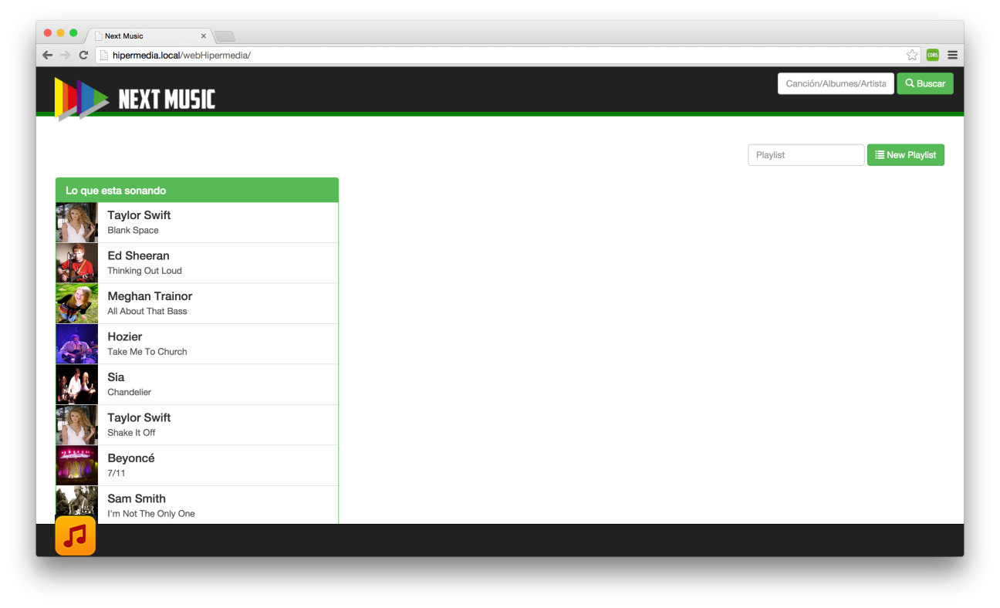 Next Music
hipermedia.local/webHipermedia/
CORS
NEXT MUSIC
Canción/Albumes/Artista
Buscar
Playlist
New Playlist
Lo que esta sonando
Taylor Swift
Blank Space
Ed Sheeran
Thinking Out Loud
Meghan Trainor
All About That Bass
Hozier
Take Me To Church
Sia
Chandelier
Taylor Swift
Shake It Off
Beyoncé
7/11
Sam Smith
I'm Not The Only One